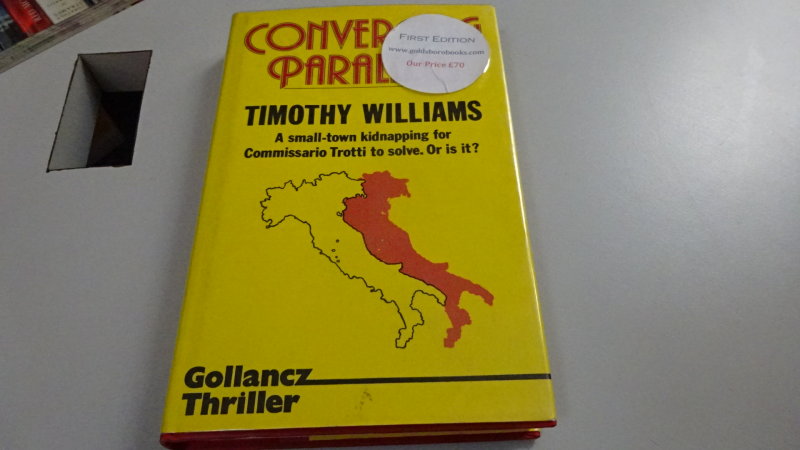 CONVER
PARAL
First Edition
www.goldsborobooks.com
Our Price £70
TIMOTHY WILLIAMS
A small-town kidnapping for
Commissario Trotti to solve. Or is it?
Gollancz
Thriller